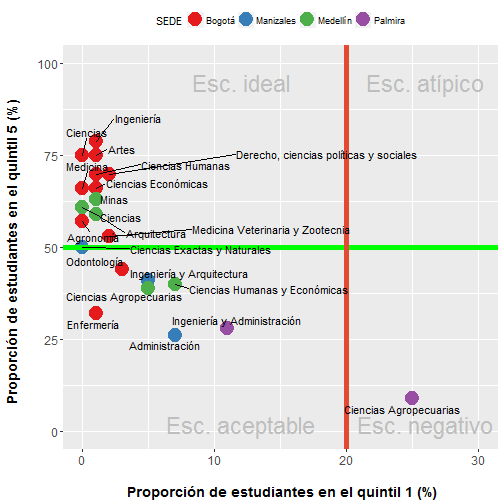 SEDE Bogotá Manizales Medellín Palmira
100
Esc. ideal Esc. atípico
Ingeniería
Ciencias
Artes
75
Derecho, ciencias políticas y sociales
Medicina Ciencias Humanas
Ciencias Económicas
Minas
Ciencias
Medicina Veterinaria y Zootecnia
Agronomía Arquitectura
50
Ciencias Exactas y Naturales
Odontología
Ingeniería y Arquitectura
Ciencias Humanas y Económicas
Ciencias Agropecuarias
Ingeniería y Administración
Enfermería
25
Administración
Ciencias Agropecuarias
Esc. aceptable Esc. negativo
0
0 10 20 30
Proporción de estudiantes en el quintil 1 (%)
Proporción de estudiantes en el quintil 5 (%)